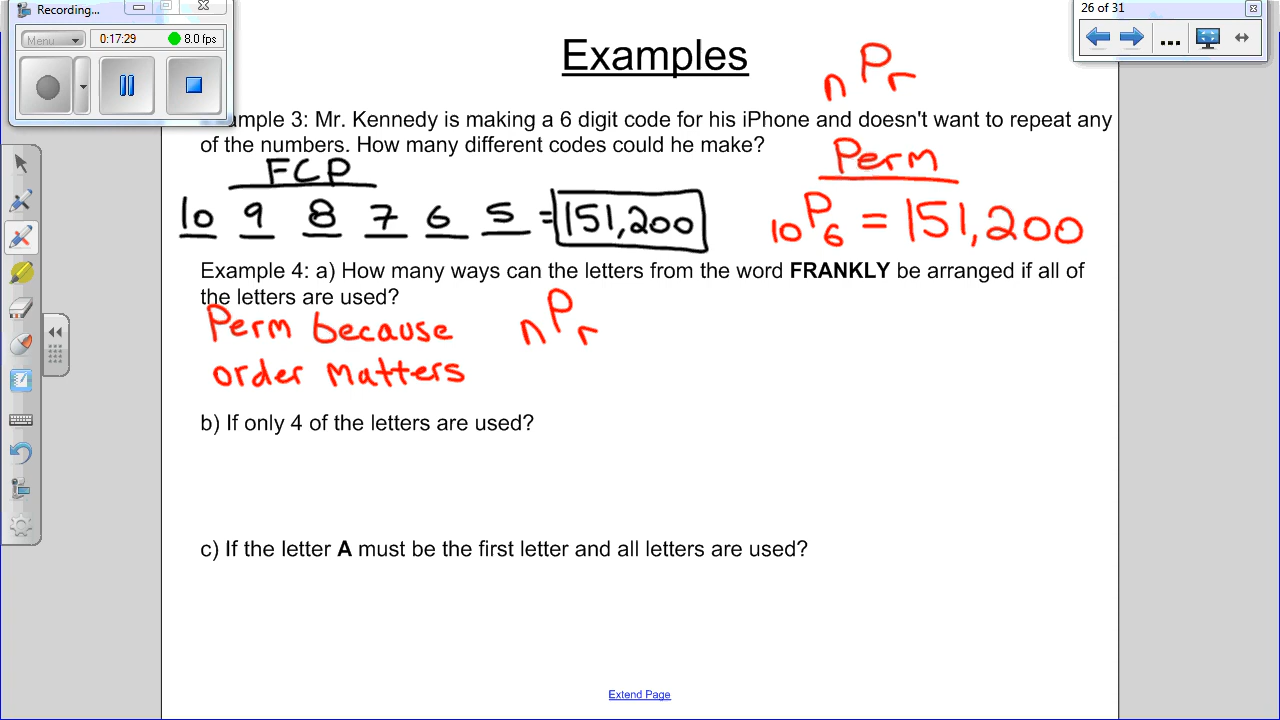 Recording...
Menu
0:17:29
8.0 fps
26 of 31
Examples
nPr
ample 3: Mr. Kennedy is making a 6 digit code for his iPhone and doesn't want to repeat any
of the numbers. How many different codes could he make?
FCP
Perm
10 9 8 7 6 5 = 151,200
10P6 = 151,200
Example 4: a) How many ways can the letters from the word FRANKLY be arranged if all of
the letters are used?
Perm because
nPr
order matters
b) If only 4 of the letters are used?
c) If the letter A must be the first letter and all letters are used?
Extend Page